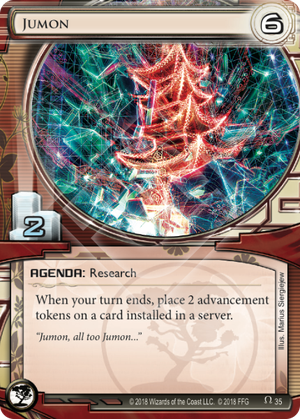 Jumon
6
2
AGENDA: Research
When your turn ends, place 2 advancement
tokens on a card installed in a server.
“Jumon, all too Jumon...”
Illus. Marius Siergiejew
© 2018 Wizards of the Coast LLC. © 2018 FFG
Ω 35